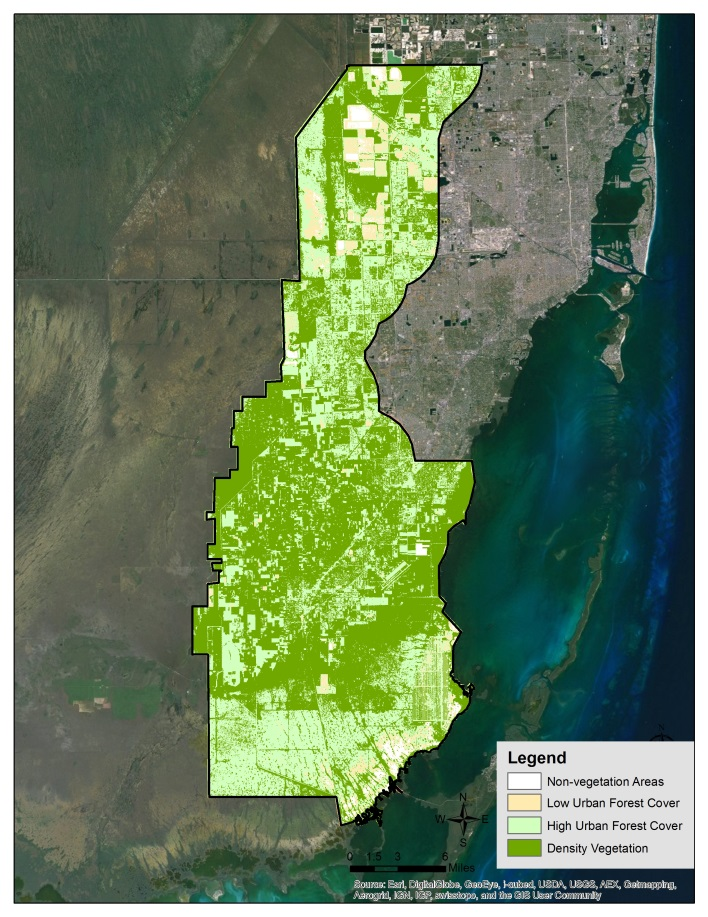 Legend
Non-vegetation Areas
Low Urban Forest Cover
High Urban Forest Cover
Density Vegetation
N
W E
S
0 1.5 3 6
Miles
Source: Esri, DigitalGlobe, GeoEye, i-cubed, USDA, USGS, AEX, Getmapping,
Aerogrid, IGN, IGP, swisstopo, and the GIS User Community